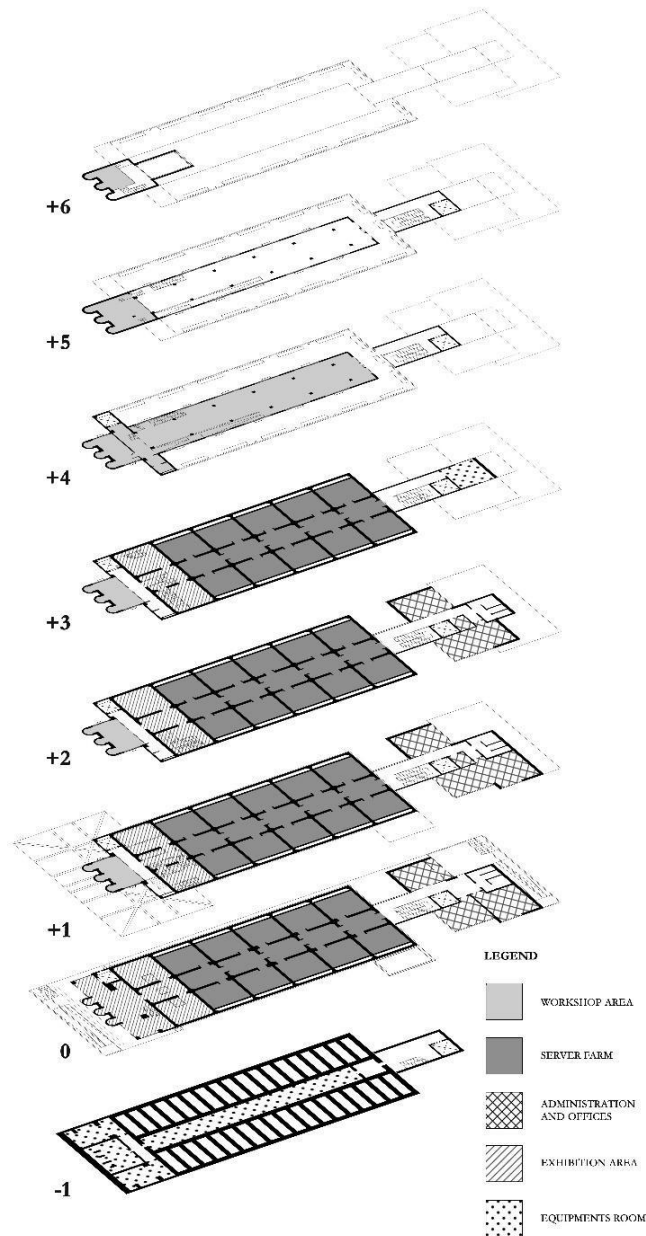 +6
+5
+4
+3
+2
+1
0
-1
LEGEND
WORKSHOP AREA
SERVER FARM
ADMINISTRATION
AND OFFICES
EXHIBITION AREA
EQUIPMENTS ROOM